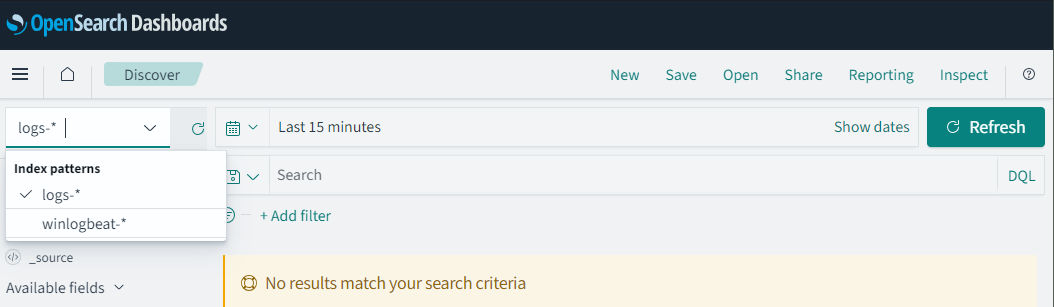 OpenSearch Dashboards
Discover
New Save Open Share Reporting Inspect
logs-*
Last 15 minutes
Show dates
Refresh
Index patterns
logs-*
winlogbeat-*
Search
DQL
+ Add filter
_source
Available fields
No results match your search criteria